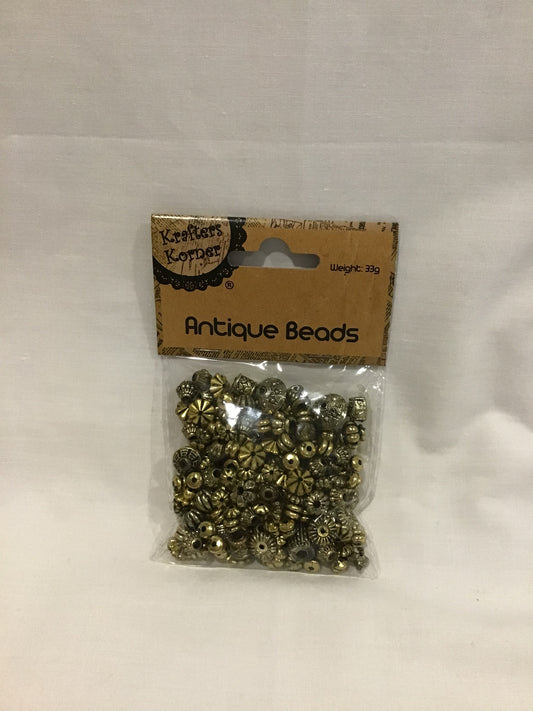 Krafters
Korner
®
Weight: 33g
Antique Beads